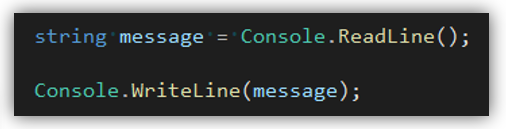 string message = Console.ReadLine();
Console.WriteLine(message);